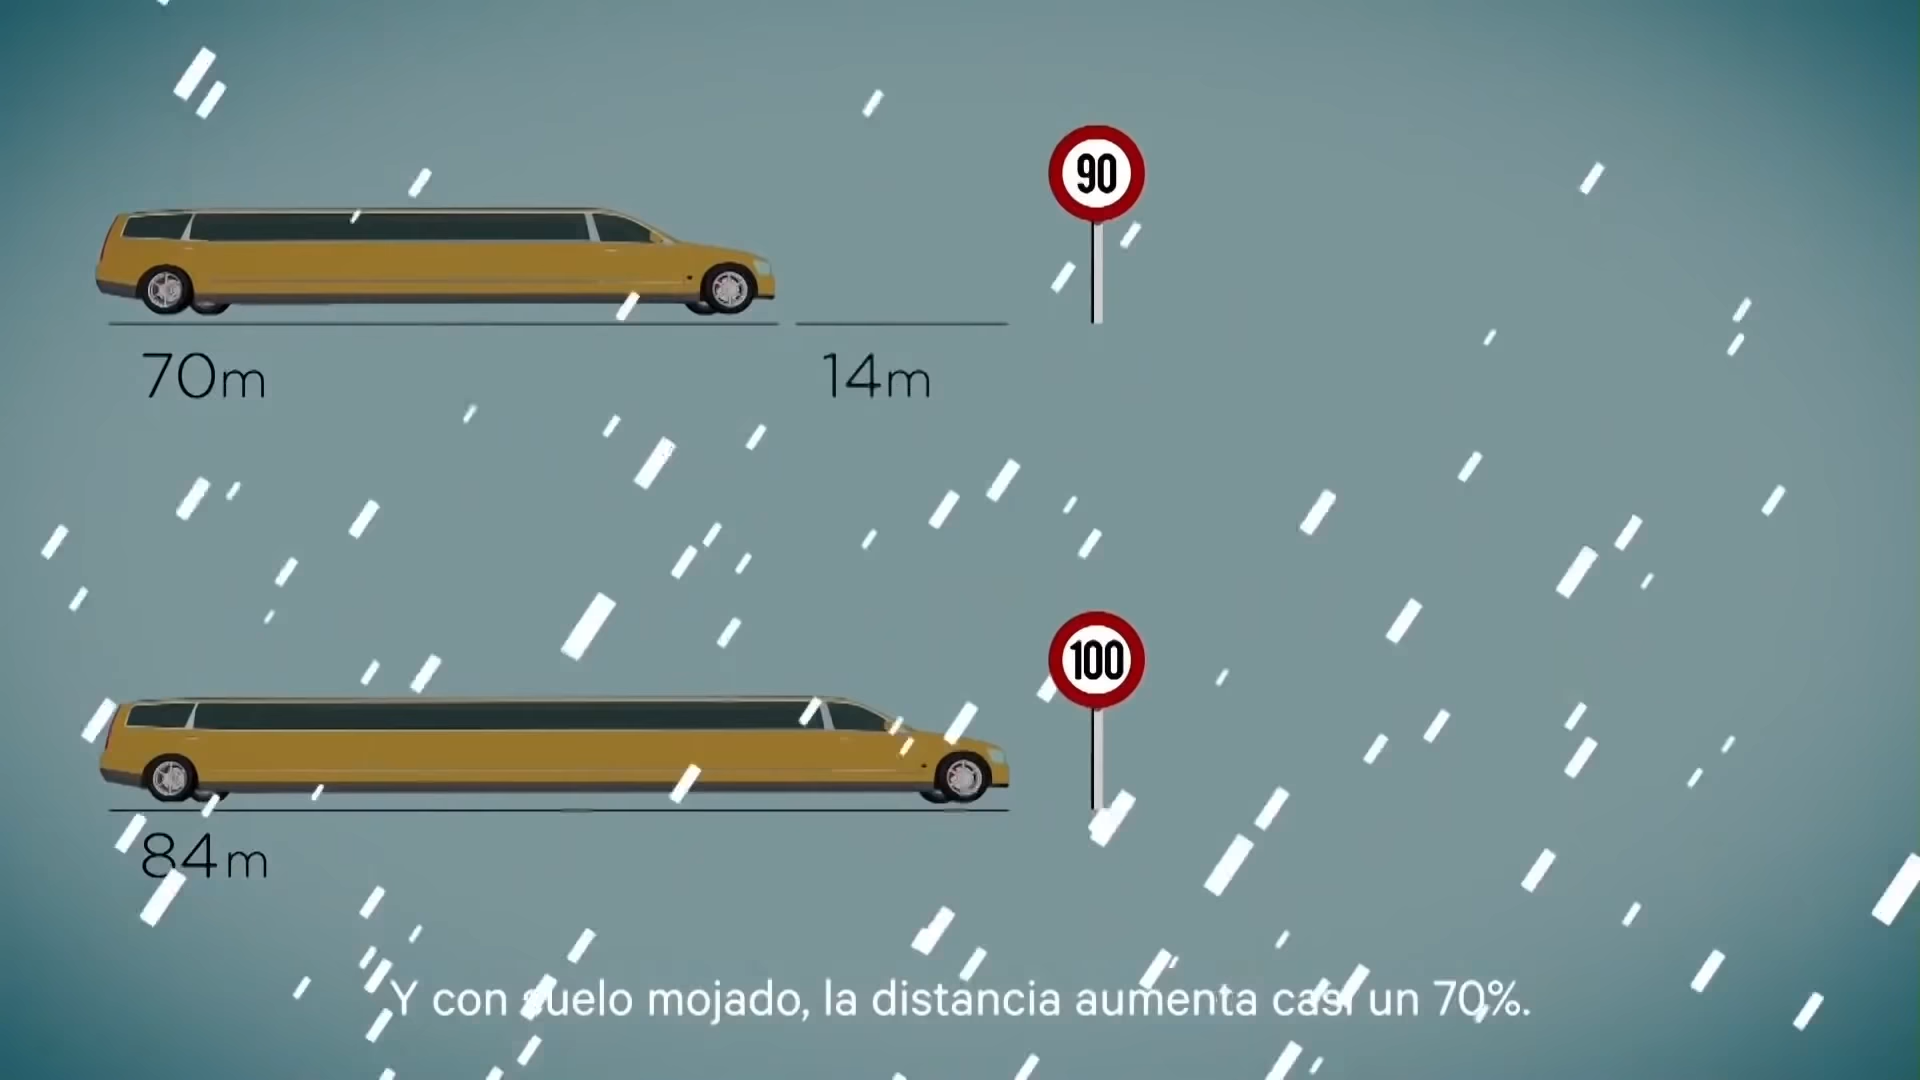 90
70m
14m
100
84m
Y con suelo mojado, la distancia aumenta casi un 70%.